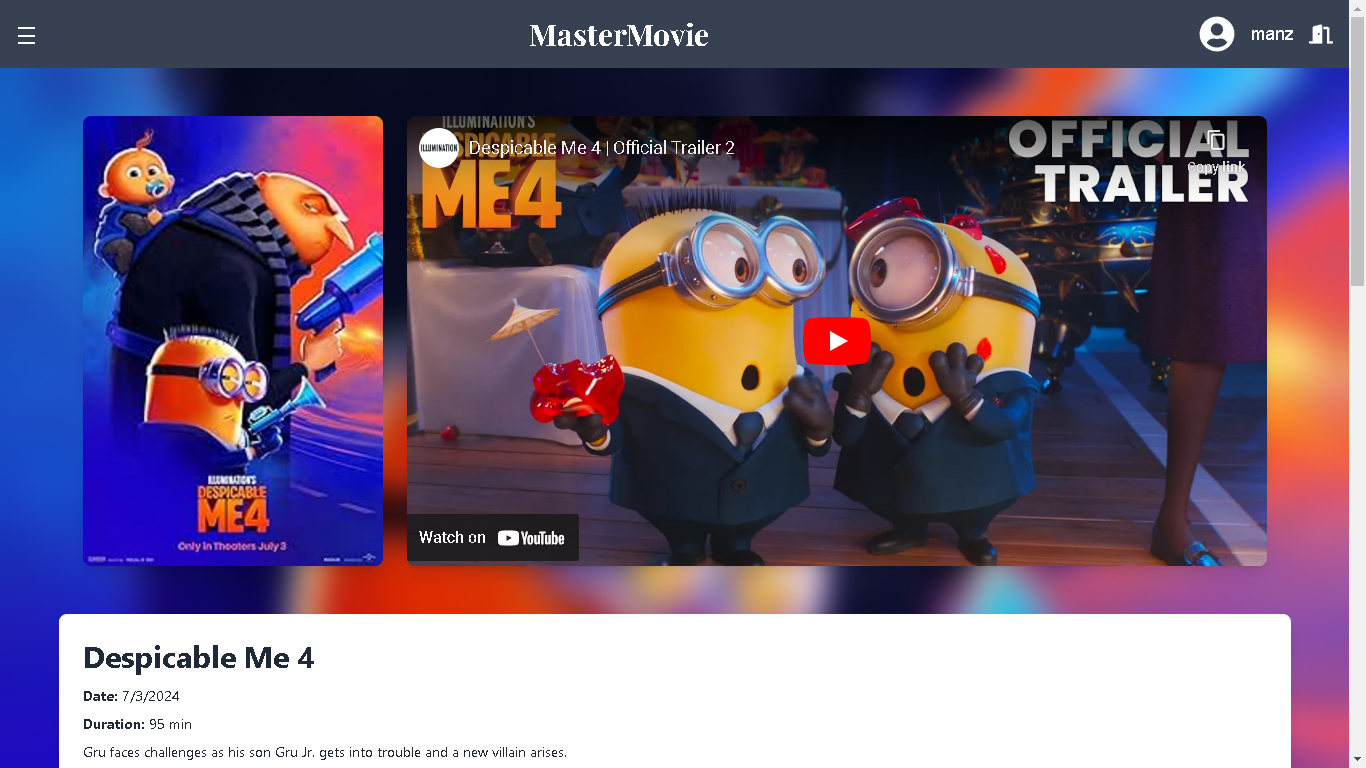 MasterMovie
manz
ILLUMINATION'S
DESPICABLE
ME4
Only in Theaters July 3
ILLUMINATION'S
DESPICABLE
ME4
ILLUMINATION
Despicable Me 4 | Official Trailer 2
OFFICIAL
TRAILER
Copy link
Watch on YouTube
Despicable Me 4
Date: 7/3/2024
Duration: 95 min
Gru faces challenges as his son Gru Jr. gets into trouble and a new villain arises.